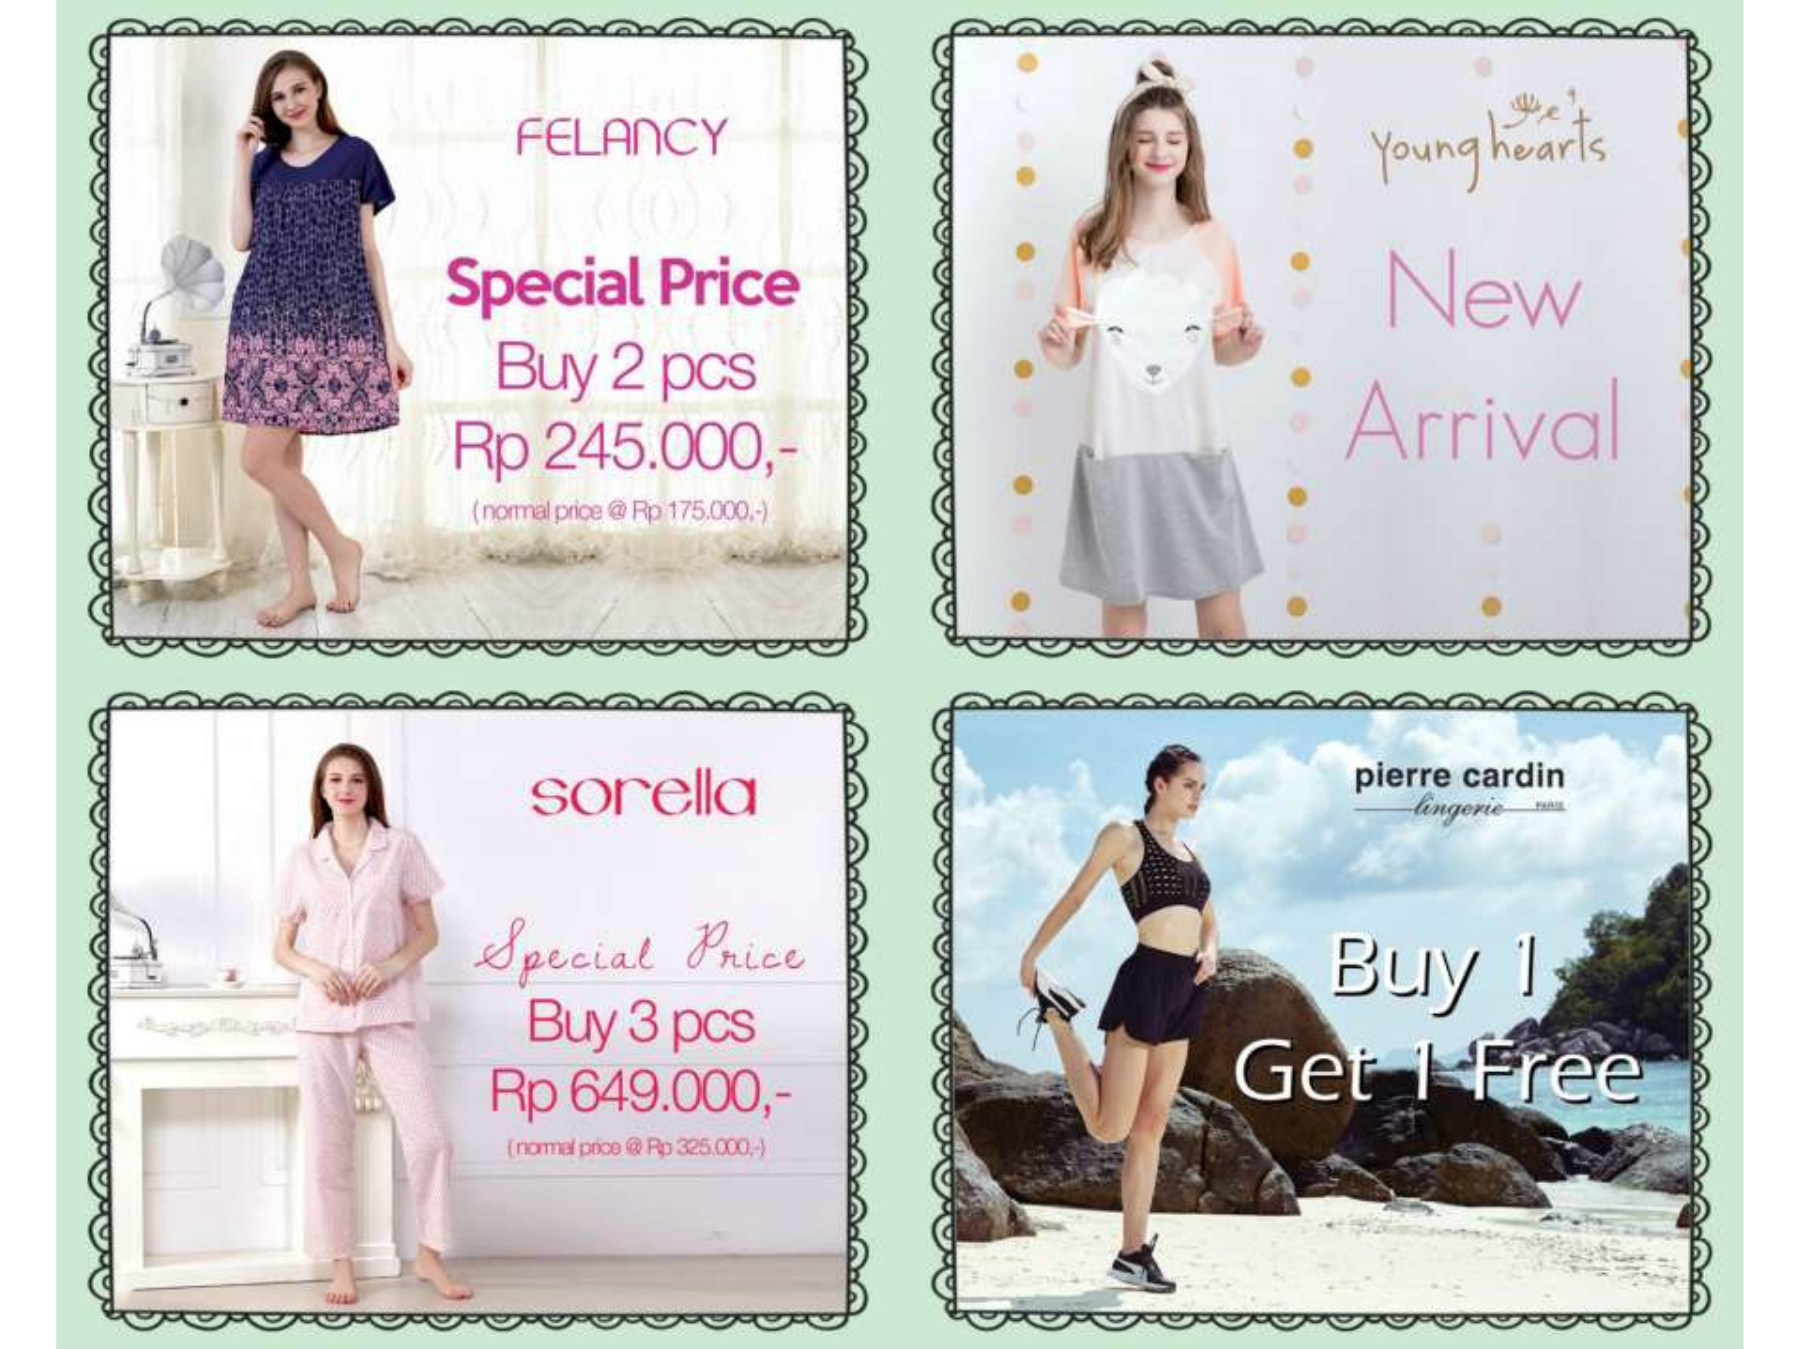 FELANCY
Special Price
Buy 2 pcs
Rp 245.000,-
( normal price @ Rp 175.000,-)
young hearts
New
Arrival
sorella
Special Price
Buy 3 pcs
Rp 649.000,-
( normal price @ Rp 325.000,-)
pierre cardin
lingerie PARIS
Buy 1
Get 1 Free